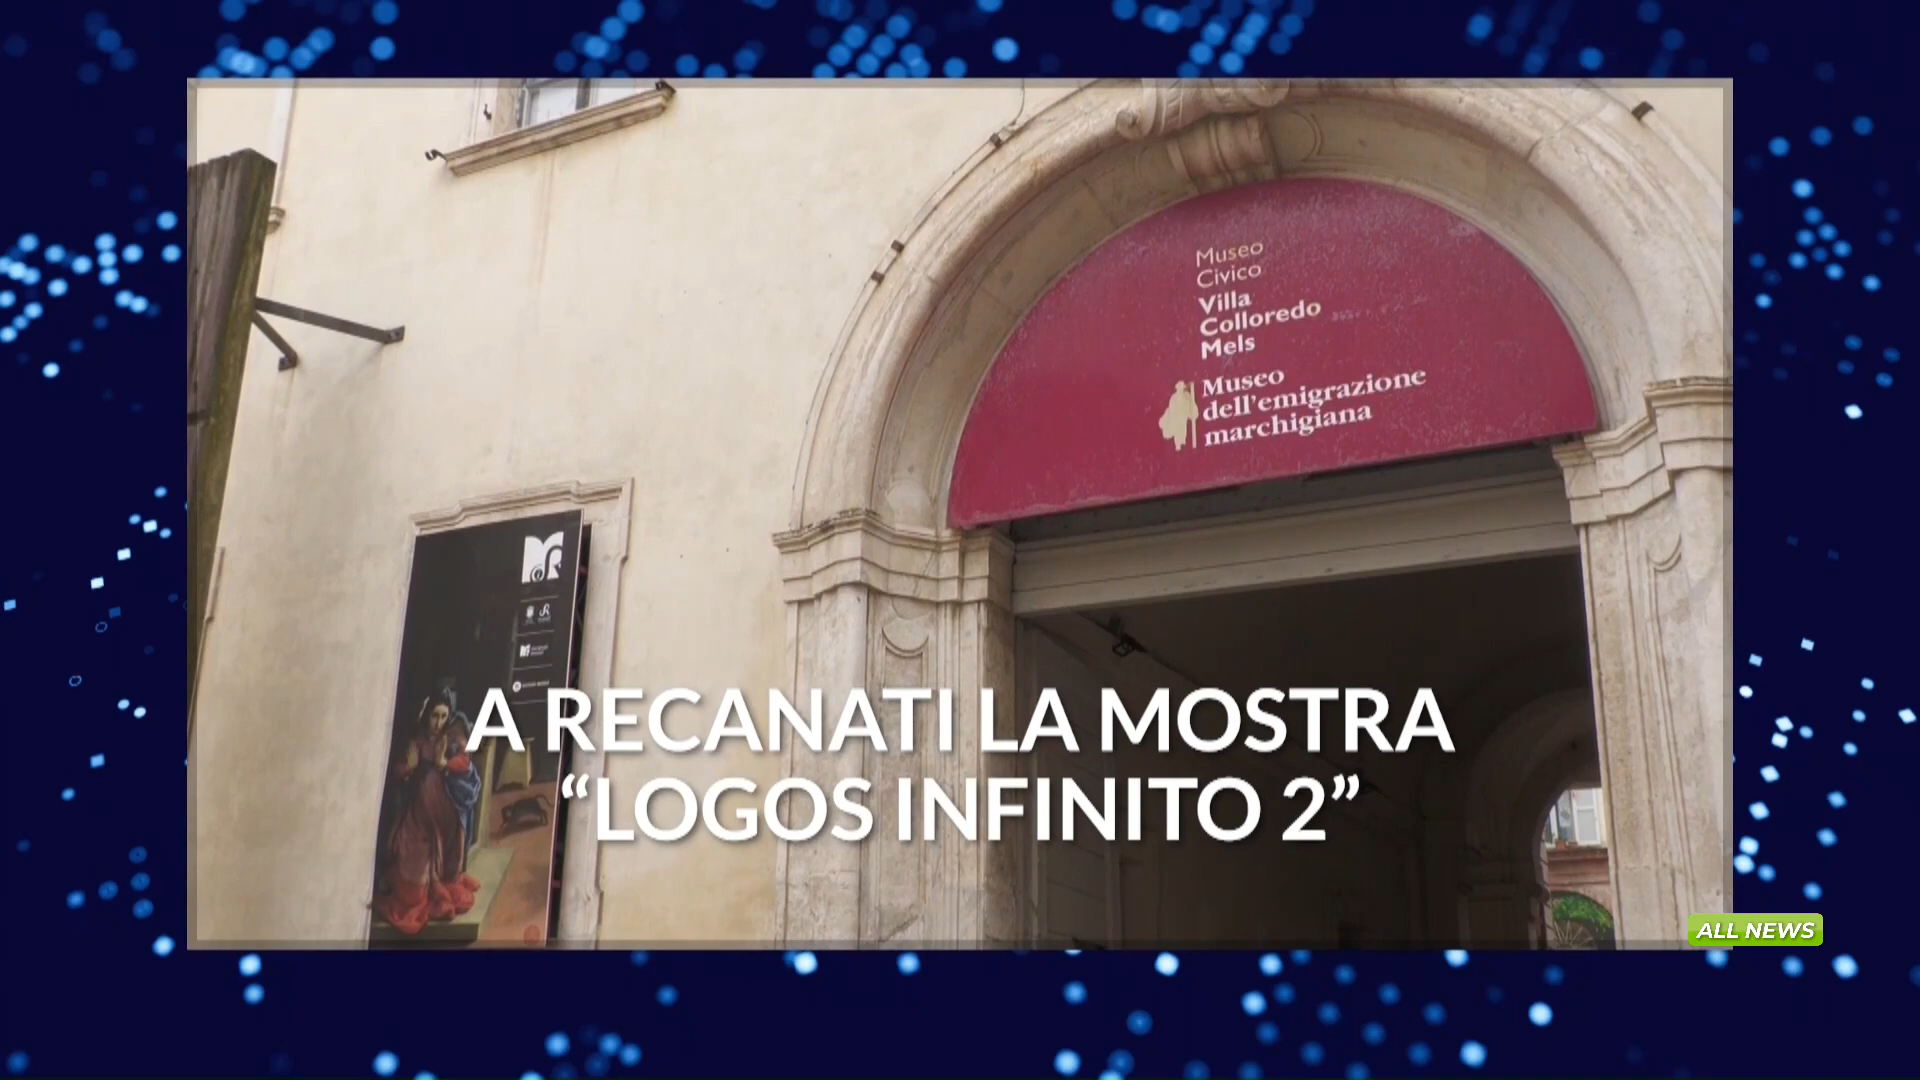 Museo
Civico
Villa
Colloredo
Mels
Museo
dell'emigrazione
marchigiana
A RECANATI LA MOSTRA
“LOGOS INFINITO 2”
ALL NEWS